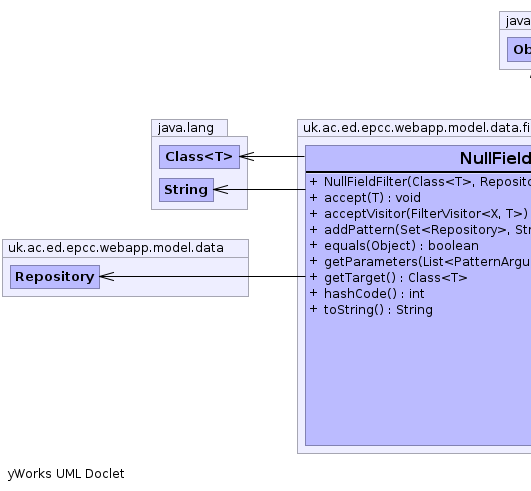 java
Ob
java.lang
Class<T>
String
uk.ac.ed.epcc.webapp.model.data
Repository
uk.ac.ed.epcc.webapp.model.data.fi
NullField
+ NullFieldFilter(Class<T>, Reposito
+ accept(T) : void
+ acceptVisitor(FilterVisitor<X, T>)
+ addPattern(Set<Repository>, Str
+ equals(Object) : boolean
+ getParameters(List<PatternArgu
+ getTarget() : Class<T>
+ hashCode() : int
+ toString() : String
yWorks UML Doclet